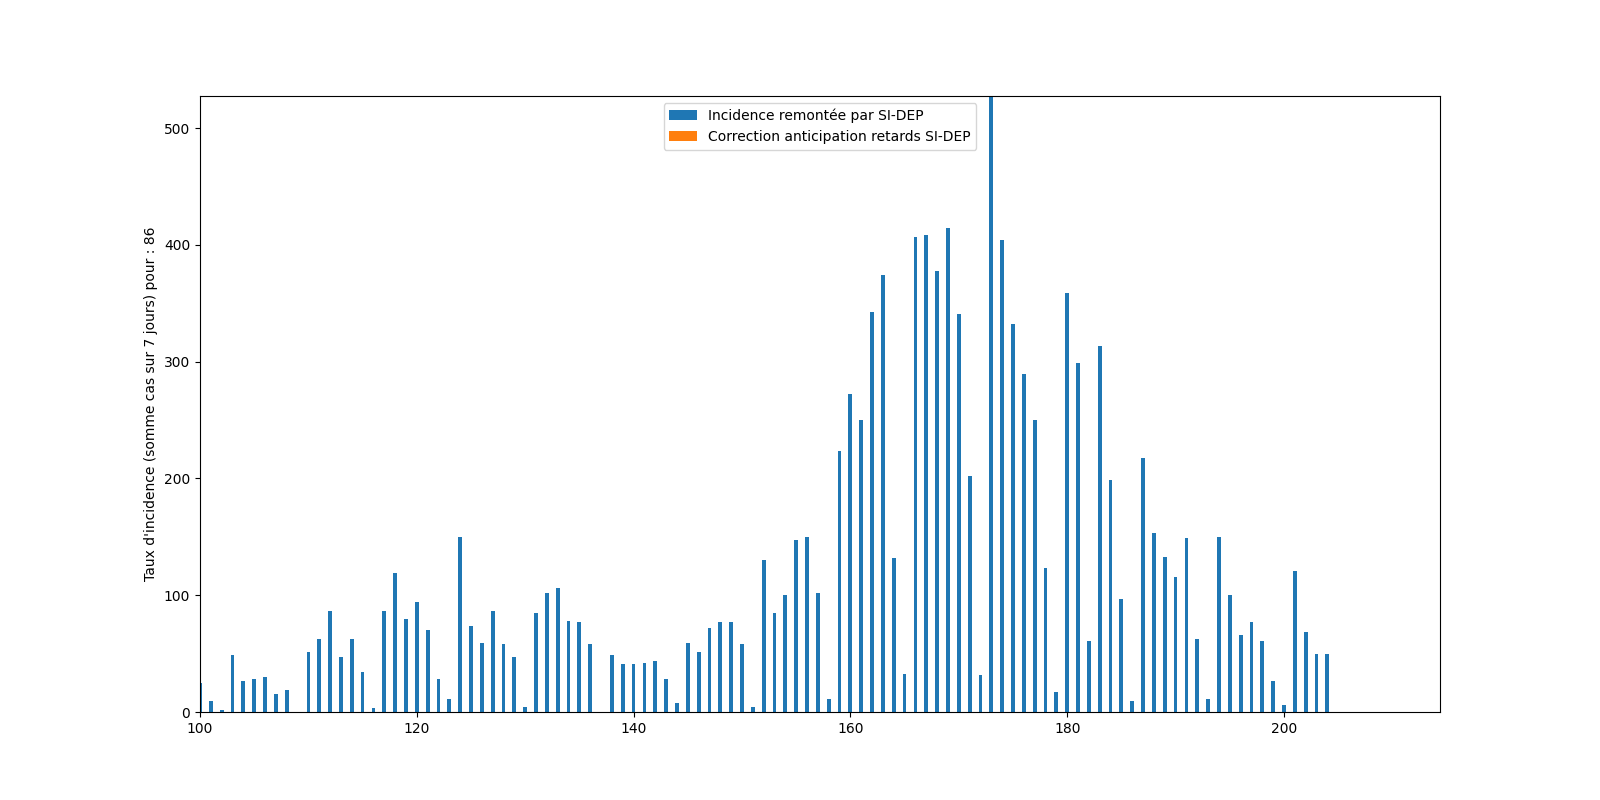 Incidence remontée par SI-DEP
Correction anticipation retards SI-DEP
Taux d'incidence (somme cas sur 7 jours) pour : 86
500
400
300
200
100
0
100 120 140 160 180 200